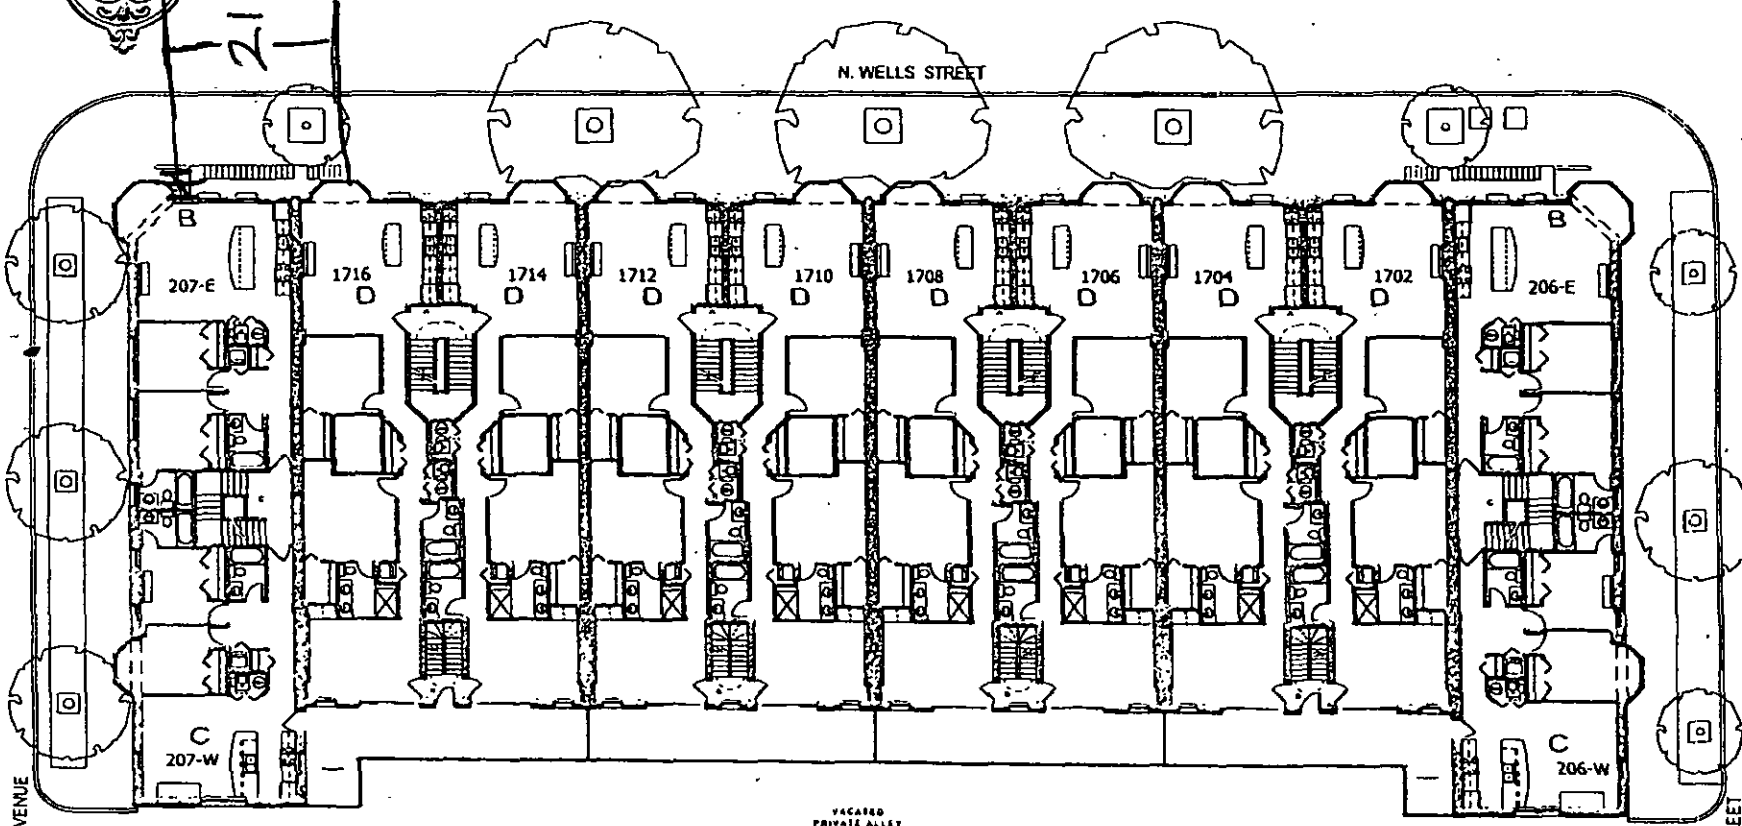 21
N. WELLS STREET
B
B
207-E
1716
1714
1712
1710
1708
1706
1704
1702
206-E
D
D
D
D
D
D
D
D
C
207-W
C
206-W
VACATED
PRIVATE ALLEY
VENUE
EET